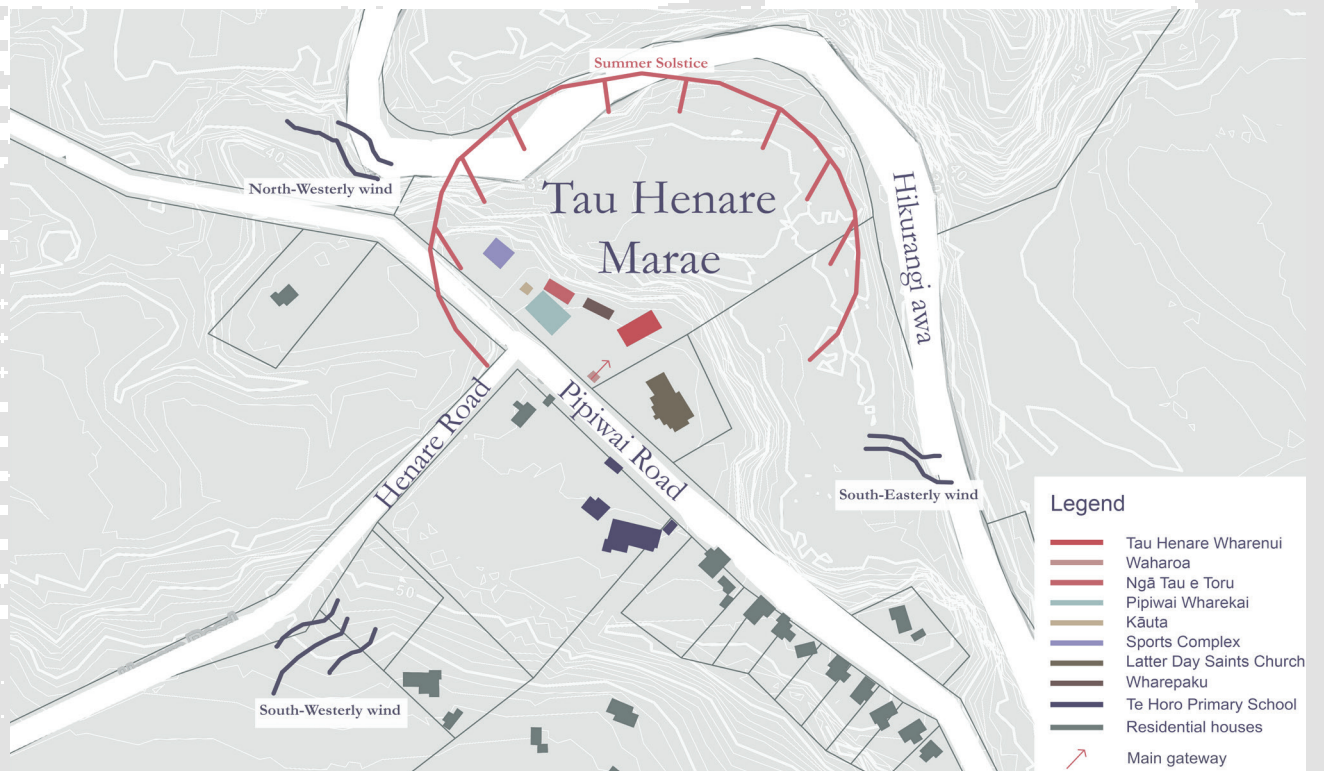 Summer Solstice
North-Westerly wind
Tau Henare
Marae
Hikurangi awa
Henare Road
Pipiwai Road
South-Easterly wind
50
South-Westerly wind
Legend
Tau Henare Wharenui
Waharoa
Ngā Tau e Toru
Pipiwai Wharekai
Kāuta
Sports Complex
Latter Day Saints Church
Wharepaku
Te Horo Primary School
Residential houses
Main gateway